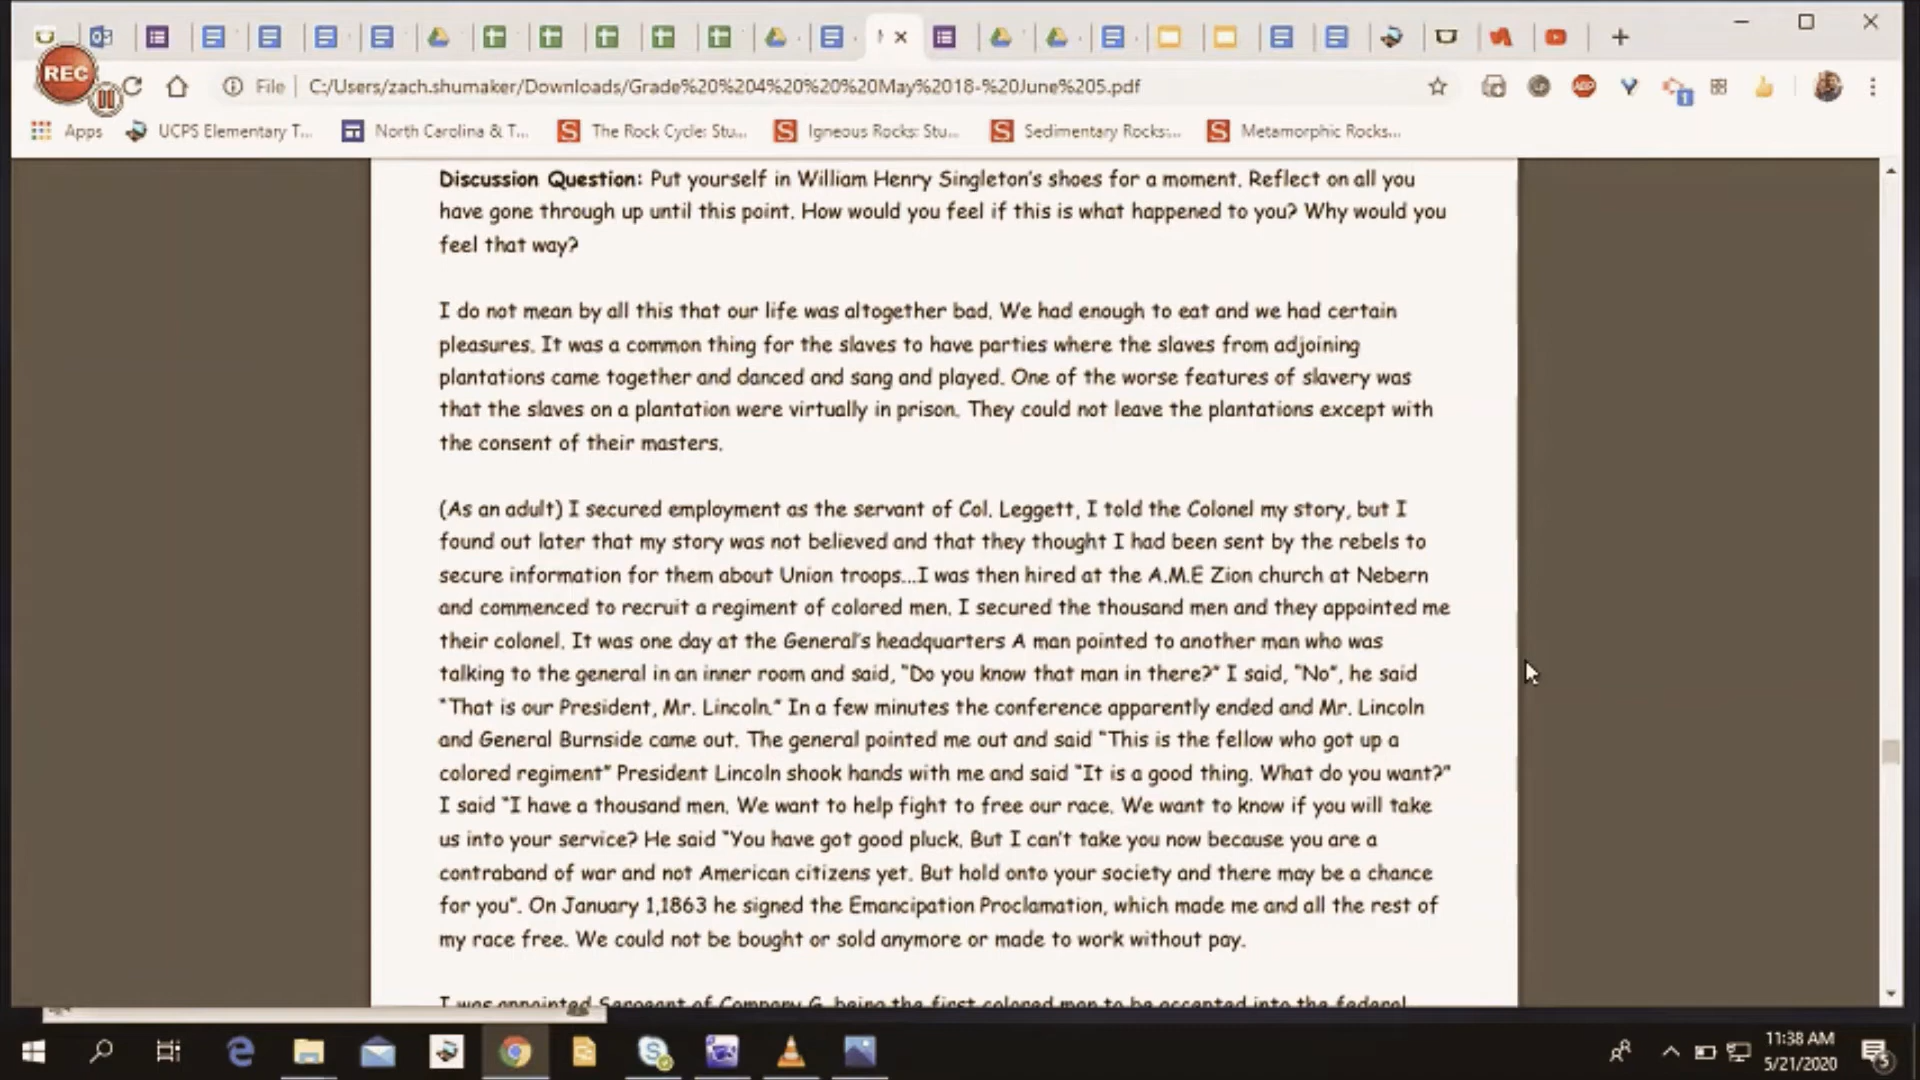 REC
File | C:/Users/zach.shumaker/Downloads/Grade%20%204%20%20%20May%2018-%20June%205.pdf
ABP
1
Apps UCPS Elementary T... North Carolina & T... S The Rock Cycle: Stu... S Igneous Rocks: Stu... S Sedimentary Rocks:... S Metamorphic Rocks...
Discussion Question: Put yourself in William Henry Singleton's shoes for a moment. Reflect on all you
have gone through up until this point. How would you feel if this is what happened to you? Why would you
feel that way?
I do not mean by all this that our life was altogether bad. We had enough to eat and we had certain
pleasures. It was a common thing for the slaves to have parties where the slaves from adjoining
plantations came together and danced and sang and played. One of the worse features of slavery was
that the slaves on a plantation were virtually in prison. They could not leave the plantations except with
the consent of their masters.
(As an adult) I secured employment as the servant of Col. Leggett, I told the Colonel my story, but I
found out later that my story was not believed and that they thought I had been sent by the rebels to
secure information for them about Union troops...I was then hired at the A.M.E Zion church at Nebern
and commenced to recruit a regiment of colored men. I secured the thousand men and they appointed me
their colonel. It was one day at the General's headquarters A man pointed to another man who was
talking to the general in an inner room and said, "Do you know that man in there?" I said, "No", he said
"That is our President, Mr. Lincoln." In a few minutes the conference apparently ended and Mr. Lincoln
and General Burnside came out. The general pointed me out and said "This is the fellow who got up a
colored regiment" President Lincoln shook hands with me and said "It is a good thing. What do you want?"
I said "I have a thousand men. We want to help fight to free our race. We want to know if you will take
us into your service? He said "You have got good pluck. But I can't take you now because you are a
contraband of war and not American citizens yet. But hold onto your society and there may be a chance
for you". On January 1,1863 he signed the Emancipation Proclamation, which made me and all the rest of
my race free. We could not be bought or sold anymore or made to work without pay.
I was appointed Sergeant of Company G, being the first colored man to be accepted into the federal
11:38 AM
5/21/2020
5